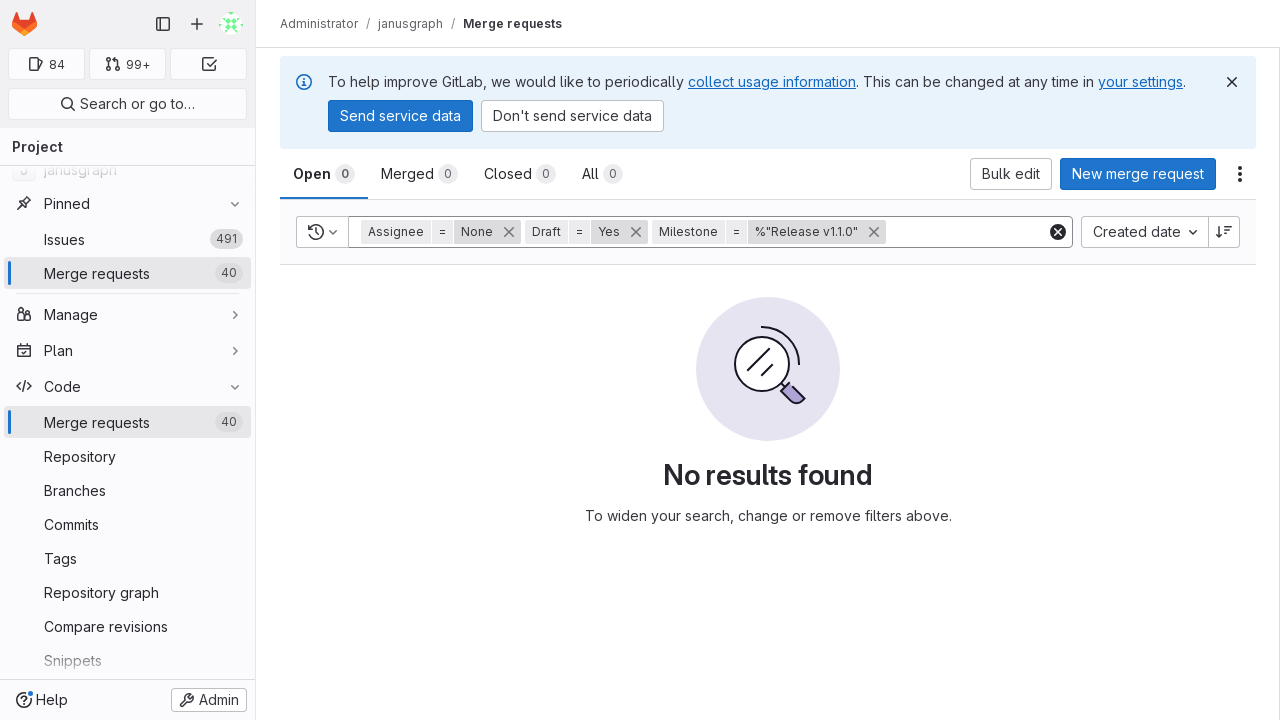 Administrator / janusgraph / Merge requests
84
99+
Search or go to…
Project
janusgraph
Pinned
Issues 491
Merge requests 40
Manage
Plan
Code
Merge requests 40
Repository
Branches
Commits
Tags
Repository graph
Compare revisions
Snippets
Help
Admin
To help improve GitLab, we would like to periodically collect usage information. This can be changed at any time in your settings.
Send service data
Don't send service data
Open 0
Merged 0
Closed 0
All 0
Bulk edit
New merge request
Assignee = None
Draft = Yes
Milestone = %"Release v1.1.0"
Created date
No results found
To widen your search, change or remove filters above.